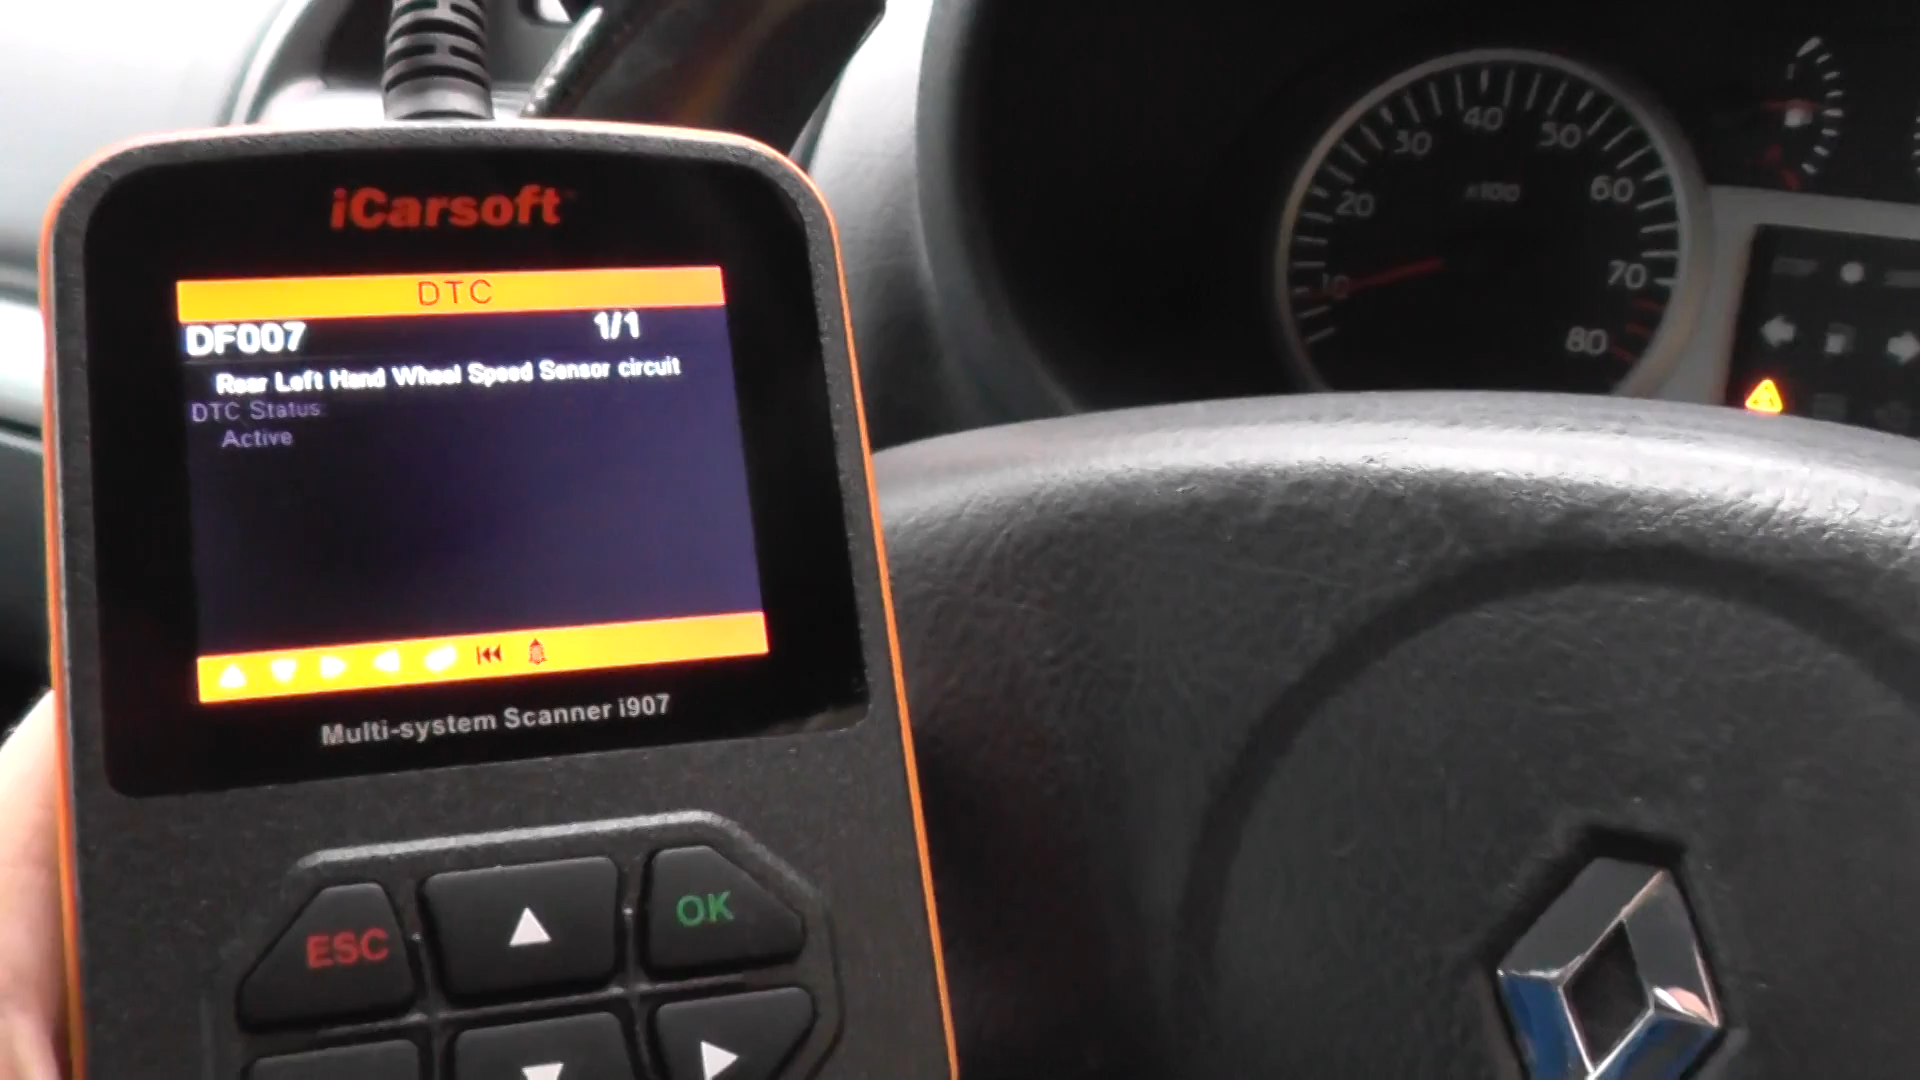 iCarsoft
DTC
DF007 1/1
Rear Left Hand Wheel Speed Sensor circuit
DTC Status:
Active
Multi-system Scanner i907
ESC
OK
10
20
30
40
50
60
70
80
x100